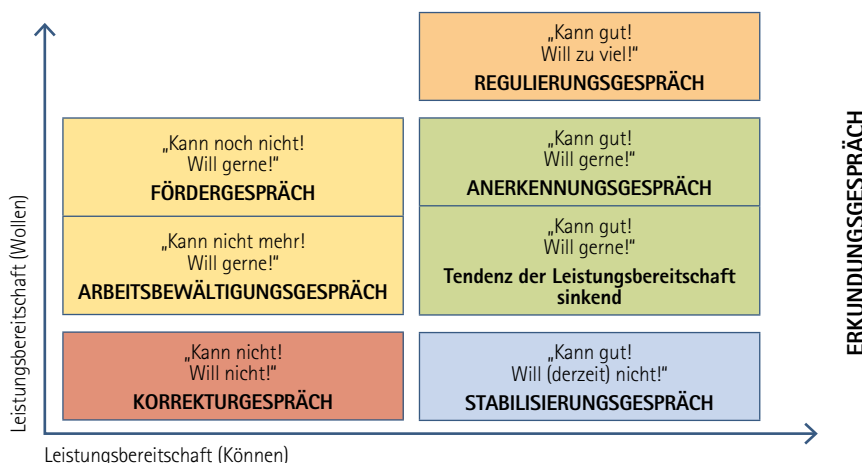 „Kann gut!
Will zu viel!“
REGULIERUNGSGESPRÄCH
„Kann noch nicht!
Will gerne!“
FÖRDERGESPRÄCH
„Kann gut!
Will gerne!“
ANERKENNUNGSGESPRÄCH
„Kann nicht mehr!
Will gerne!“
ARBEITSBEWÄLTIGUNGSGESPRÄCH
„Kann gut!
Will gerne!“
Tendenz der Leistungsbereitschaft
sinkend
„Kann nicht!
Will nicht!“
KORREKTURGESPRÄCH
„Kann gut!
Will (derzeit) nicht!“
STABILISIERUNGSGESPRÄCH
Leistungsbereitschaft (Wollen)
Leistungsbereitschaft (Können)
ERKUNDUNGSGESPRÄCH